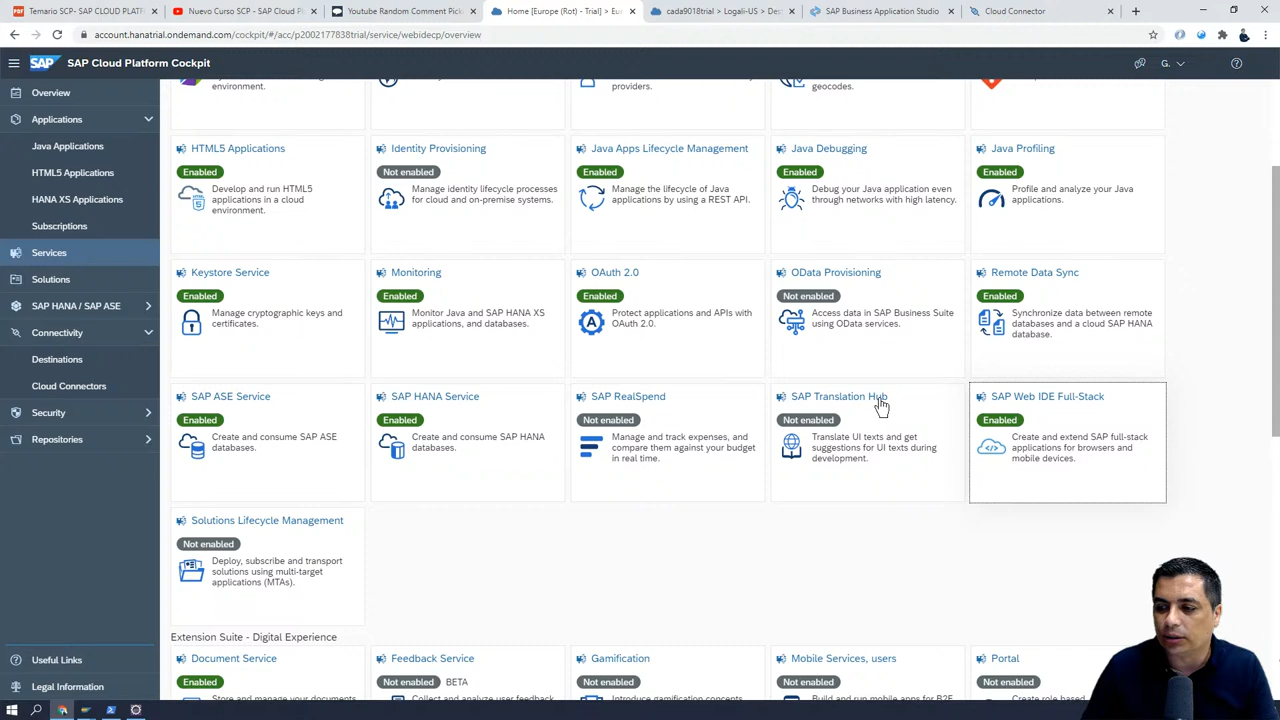 Temario SCP - SAP CLOUD PLATFO
Nuevo Curso SCP - SAP Cloud P
Youtube Random Comment Picke
Home [Europe (Rot) - Trial] > Eu
cada9018trial > Logali-US > Des
SAP Business Application Studio
Cloud Connector
account.hanatrial.ondemand.com/cockpit/#/acc/p2002177838trial/service/webidecp/overview
SAP
SAP Cloud Platform Cockpit
G.
Overview
Applications
Java Applications
HTML5 Applications
HANA XS Applications
Subscriptions
Services
Solutions
SAP HANA / SAP ASE
Connectivity
Destinations
Cloud Connectors
Security
Repositories
Useful Links
Legal Information
environment.
environment.
providers.
geocodes.
HTML5 Applications
Enabled
Develop and run HTML5
applications in a cloud
environment.
Identity Provisioning
Not enabled
Manage identity lifecycle processes
for cloud and on-premise systems.
Java Apps Lifecycle Management
Enabled
Manage the lifecycle of Java
applications by using a REST API.
Java Debugging
Enabled
Debug your Java application even
through networks with high latency.
Java Profiling
Enabled
Profile and analyze your Java
applications.
Keystore Service
Enabled
Manage cryptographic keys and
certificates.
Monitoring
Enabled
Monitor Java and SAP HANA XS
applications, and databases.
OAuth 2.0
Enabled
Protect applications and APIs with
OAuth 2.0.
OData Provisioning
Not enabled
Access data in SAP Business Suite
using OData services.
Remote Data Sync
Enabled
Synchronize data between remote
databases and a cloud SAP HANA
database.
SAP ASE Service
Enabled
Create and consume SAP ASE
databases.
SAP HANA Service
Enabled
Create and consume SAP HANA
databases.
SAP RealSpend
Not enabled
Manage and track expenses, and
compare them against your budget
in real time.
SAP Translation Hub
Not enabled
Translate UI texts and get
suggestions for UI texts during
development.
SAP Web IDE Full-Stack
Enabled
Create and extend SAP full-stack
applications for browsers and
mobile devices.
Solutions Lifecycle Management
Not enabled
Deploy, subscribe and transport
solutions using multi-target
applications (MTAs).
Extension Suite - Digital Experience
Document Service
Enabled
Store and manage your documents
Feedback Service
Not enabled BETA
Collect and analyze user feedback
Gamification
Not enabled
Introduce gamification concepts
Mobile Services, users
Not enabled
Build and run mobile apps for B2E
Portal
Not enabled
Create role based